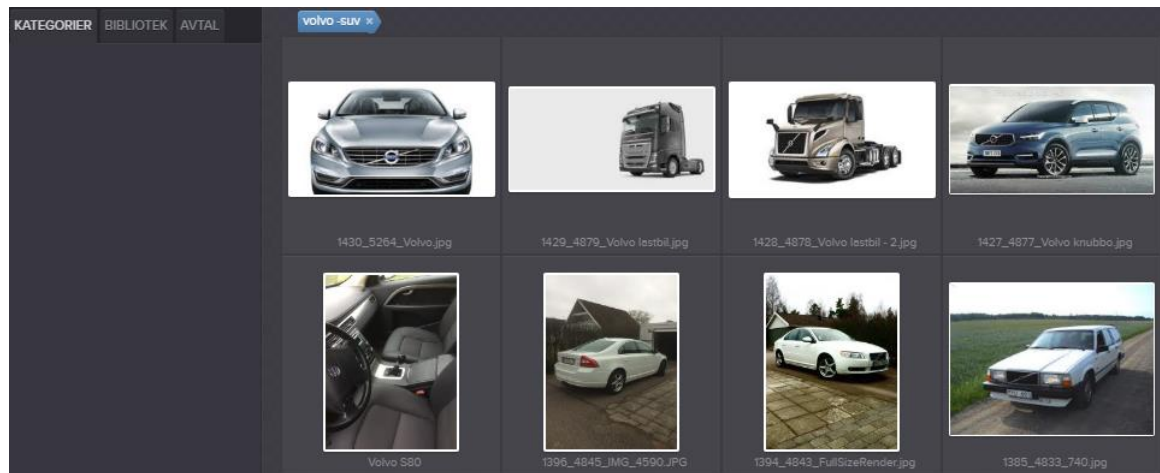 KATEGORIER BIBLIOTEK AVTAL
volvo -suv ×
1430_5264_Volvo.jpg 1429_4879_Volvo lastbil.jpg 1428_4878_Volvo lastbil - 2.jpg 1427_4877_Volvo knubbo.jpg
Volvo S80 1396_4845_IMG_4590.JPG 1394_4843_FullSizeRender.jpg 1385_4833_740.jpg